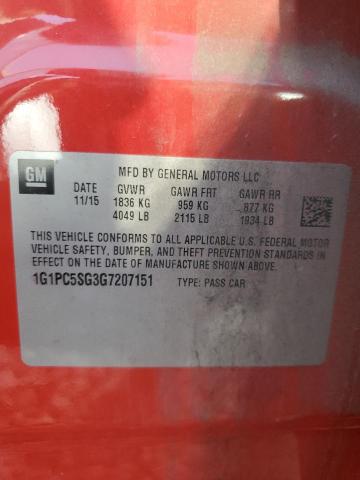 GM
MFD BY GENERAL MOTORS LLC
DATE GVWR GAWR FRT GAWR RR
11/15 1836 KG 959 KG 877 KG
4049 LB 2115 LB 1934 LB
THIS VEHICLE CONFORMS TO ALL APPLICABLE U.S. FEDERAL MOTOR
VEHICLE SAFETY, BUMPER, AND THEFT PREVENTION STANDARDS IN
EFFECT ON THE DATE OF MANUFACTURE SHOWN ABOVE.
1G1PC5SG3G7207151 TYPE: PASS CAR